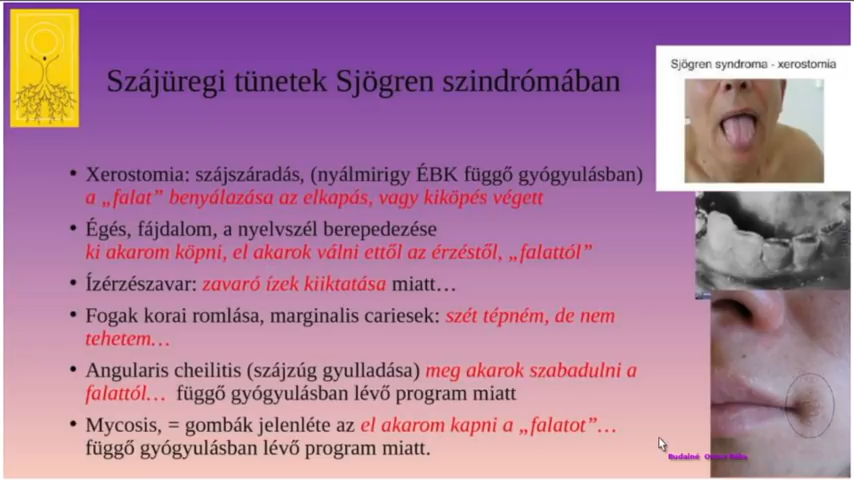 Szájüregi tünetek Sjögren szindrómában
Sjögren syndroma - xerostomia
• Xerostomia: szájszáradás, (nyálmirigy ÉBK függő gyógyulásban)
a „falat” benyálazása az elkapás, vagy kiköpés végett
• Égés, fájdalom, a nyelvszél berepedezése
ki akarom köpni, el akarok válni ettől az érzéstől, „falattól”
• Ízérzészavar: zavaró ízek kiiktatása miatt…
• Fogak korai romlása, marginalis cariesek: szét tépném, de nem
tehetem…
• Angularis cheilitis (szájzúg gyulladása) meg akarok szabadulni a
falattól… függő gyógyulásban lévő program miatt
• Mycosis, = gombák jelenléte az el akarom kapni a „falatot”…
függő gyógyulásban lévő program miatt.
Budainé